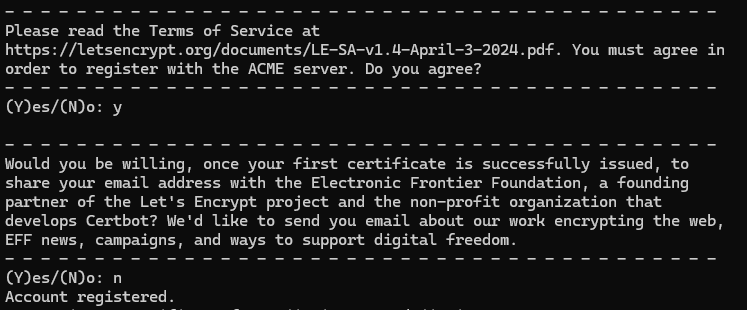 - - - - - - - - - - - - - - - - - - - - - - - - - - - - - - - - - - - - - - - -
Please read the Terms of Service at
https://letsencrypt.org/documents/LE-SA-v1.4-April-3-2024.pdf. You must agree in
order to register with the ACME server. Do you agree?
- - - - - - - - - - - - - - - - - - - - - - - - - - - - - - - - - - - - - - - -
(Y)es/(N)o: y
- - - - - - - - - - - - - - - - - - - - - - - - - - - - - - - - - - - - - - - -
Would you be willing, once your first certificate is successfully issued, to
share your email address with the Electronic Frontier Foundation, a founding
partner of the Let's Encrypt project and the non-profit organization that
develops Certbot? We'd like to send you email about our work encrypting the web,
EFF news, campaigns, and ways to support digital freedom.
- - - - - - - - - - - - - - - - - - - - - - - - - - - - - - - - - - - - - - - -
(Y)es/(N)o: n
Account registered.